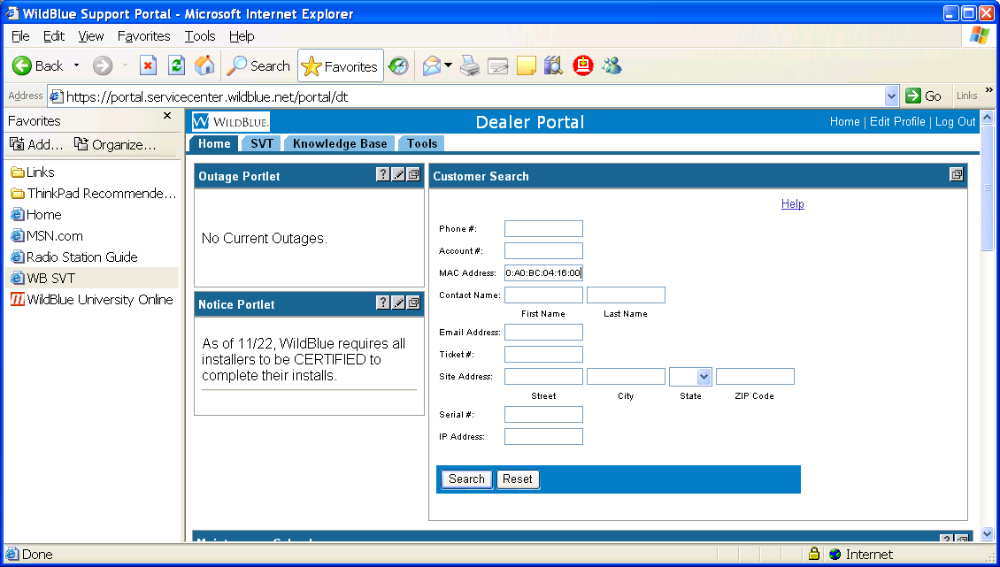 WildBlue Support Portal - Microsoft Internet Explorer
File Edit View Favorites Tools Help
Back Search Favorites
Address https://portal.servicecenter.wildblue.net/portal/dt Go Links »
Favorites
Add... Organize...
Links
ThinkPad Recommende...
Home
MSN.com
Radio Station Guide
WB SVT
WildBlue University Online
WILDBLUE
Dealer Portal
Home | Edit Profile | Log Out
Home SVT Knowledge Base Tools
Outage Portlet
No Current Outages.
Notice Portlet
As of 11/22, WildBlue requires all
installers to be CERTIFIED to
complete their installs.
Customer Search
Help
Phone #:
Account #:
MAC Address: 0:A0:BC:04:16:00
Contact Name:
First Name Last Name
Email Address:
Ticket #:
Site Address:
Street City State ZIP Code
Serial #:
IP Address:
Search Reset
Done Internet